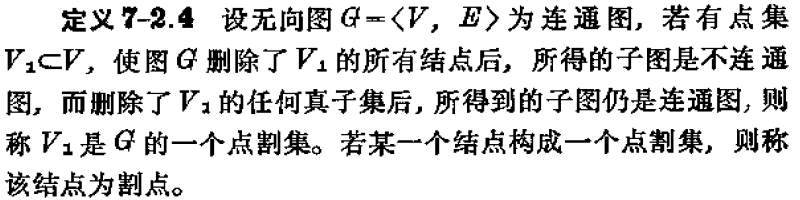 定义7-2.4 设无向图G=<V, E>为连通图, 若有点集
V₁⊂V, 使图G删除了V₁的所有结点后, 所得的子图是不连通
图, 而删除了V₁的任何真子集后, 所得到的子图仍是连通图, 则
称V₁是G的一个点割集。若某一个结点构成一个点割集, 则称
该结点为割点。